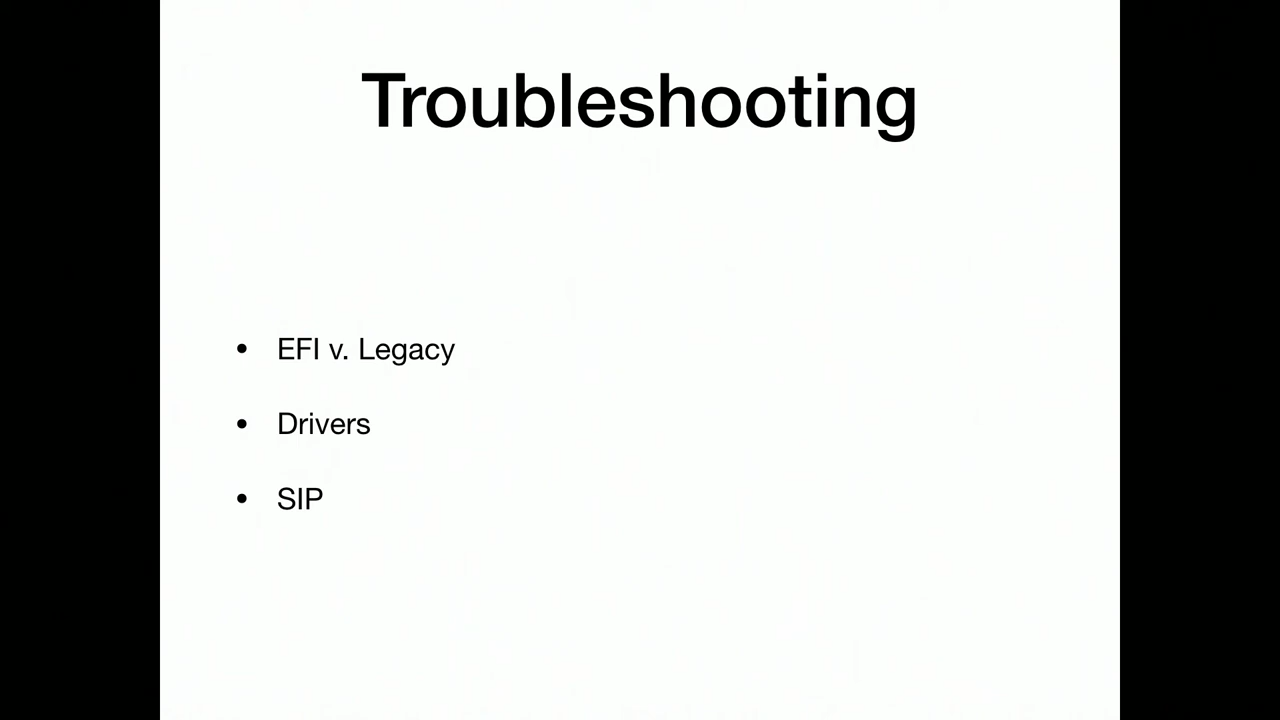 Troubleshooting
• EFI v. Legacy
• Drivers
• SIP